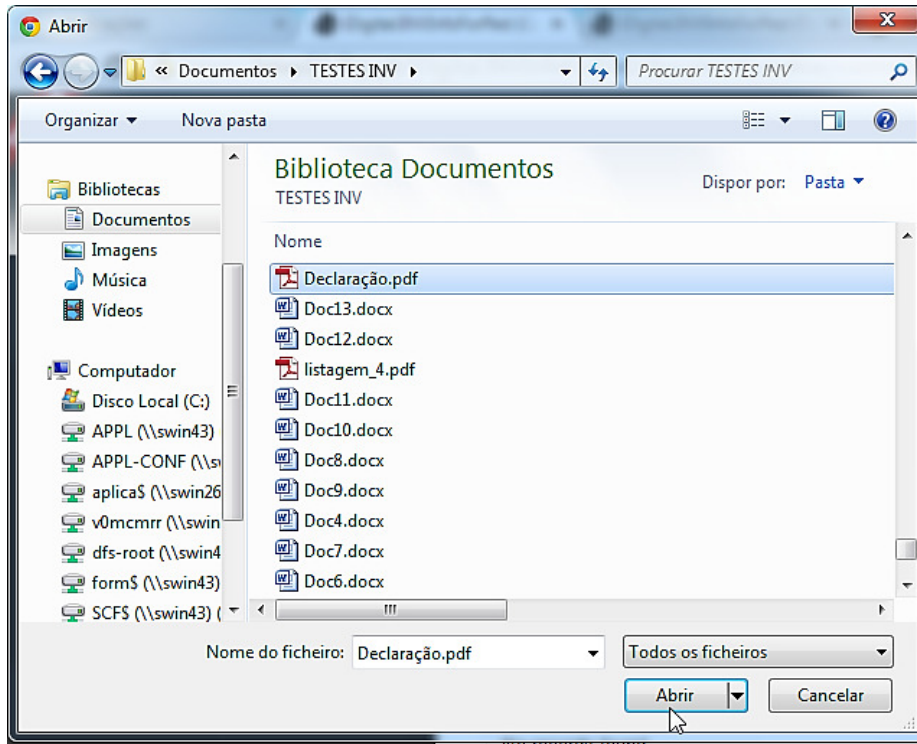 Abrir
« Documentos ▸ TESTES INV ▸
Procurar TESTES INV
Organizar
Nova pasta
Bibliotecas
Documentos
Imagens
Música
Vídeos
Computador
Disco Local (C:)
APPL (\\swin43)
APPL-CONF (\\s
aplica$ (\\swin26
v0mcmrr (\\swin
dfs-root (\\swin4
form$ (\\swin43)
SCF$ (\\swin43) (
Biblioteca Documentos
TESTES INV
Dispor por: Pasta
Nome
Declaração.pdf
Doc13.docx
Doc12.docx
listagem_4.pdf
Doc11.docx
Doc10.docx
Doc8.docx
Doc9.docx
Doc4.docx
Doc7.docx
Doc6.docx
Nome do ficheiro: Declaração.pdf
Todos os ficheiros
Abrir
Cancelar